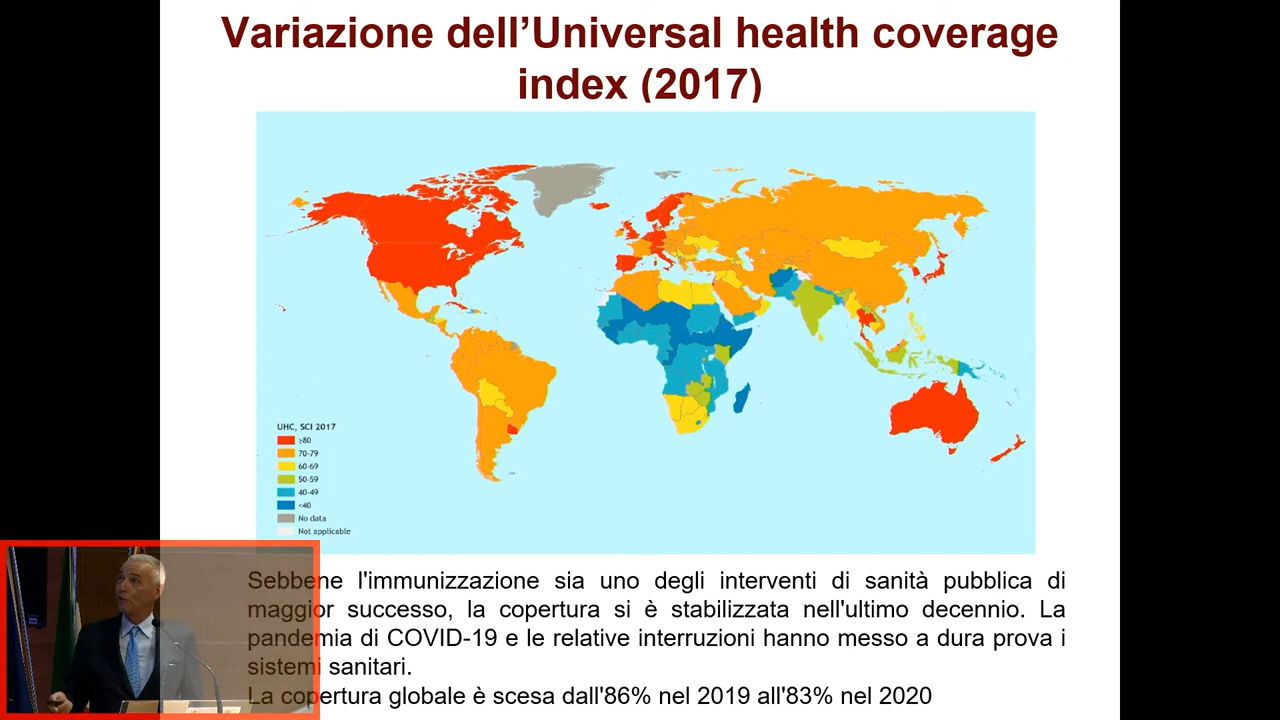 Variazione dell’Universal health coverage
index (2017)
UHC, SCI 2017
≥80
70-79
60-69
50-59
40-49
<40
No data
Not applicable
Sebbene l'immunizzazione sia uno degli interventi di sanità pubblica di
maggior successo, la copertura si è stabilizzata nell'ultimo decennio. La
pandemia di COVID-19 e le relative interruzioni hanno messo a dura prova i
sistemi sanitari.
La copertura globale è scesa dall'86% nel 2019 all'83% nel 2020